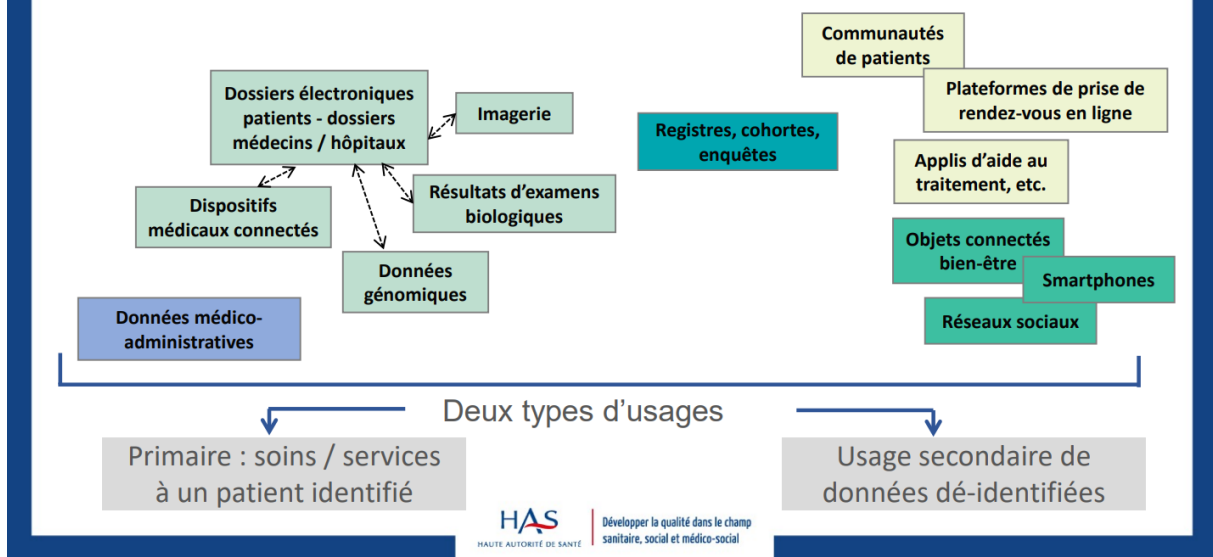 Communautés
de patients
Plateformes de prise de
rendez-vous en ligne
Dossiers électroniques
patients - dossiers
médecins / hôpitaux
Imagerie
Registres, cohortes,
enquêtes
Applis d'aide au
traitement, etc.
Dispositifs
médicaux connectés
Résultats d'examens
biologiques
Données
génomiques
Objets connectés
bien-être
Smartphones
Réseaux sociaux
Données médico-
administratives
Deux types d'usages
Primaire : soins / services
à un patient identifié
Usage secondaire de
données dé-identifiées
HAS
HAUTE AUTORITÉ DE SANTÉ
Développer la qualité dans le champ
sanitaire, social et médico-social